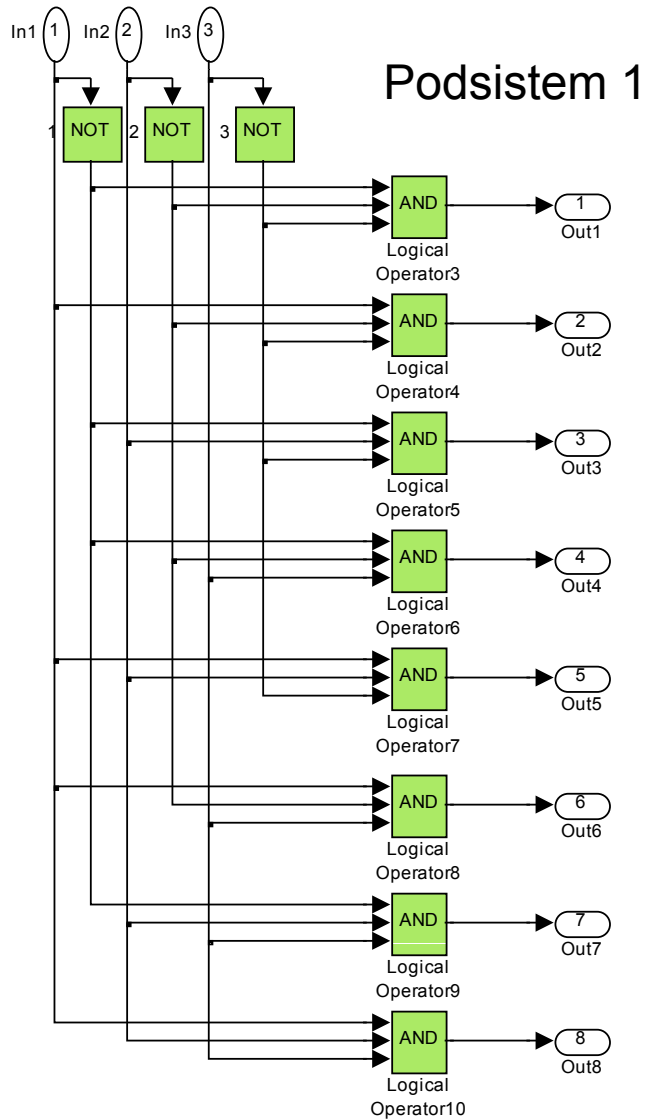 In1 1 In2 2 In3 3
Podsistem 1
1 NOT 2 NOT 3 NOT
AND 1
Logical Out1
Operator3
AND 2
Logical Out2
Operator4
AND 3
Logical Out3
Operator5
AND 4
Logical Out4
Operator6
AND 5
Logical Out5
Operator7
AND 6
Logical Out6
Operator8
AND 7
Logical Out7
Operator9
AND 8
Logical Out8
Operator10